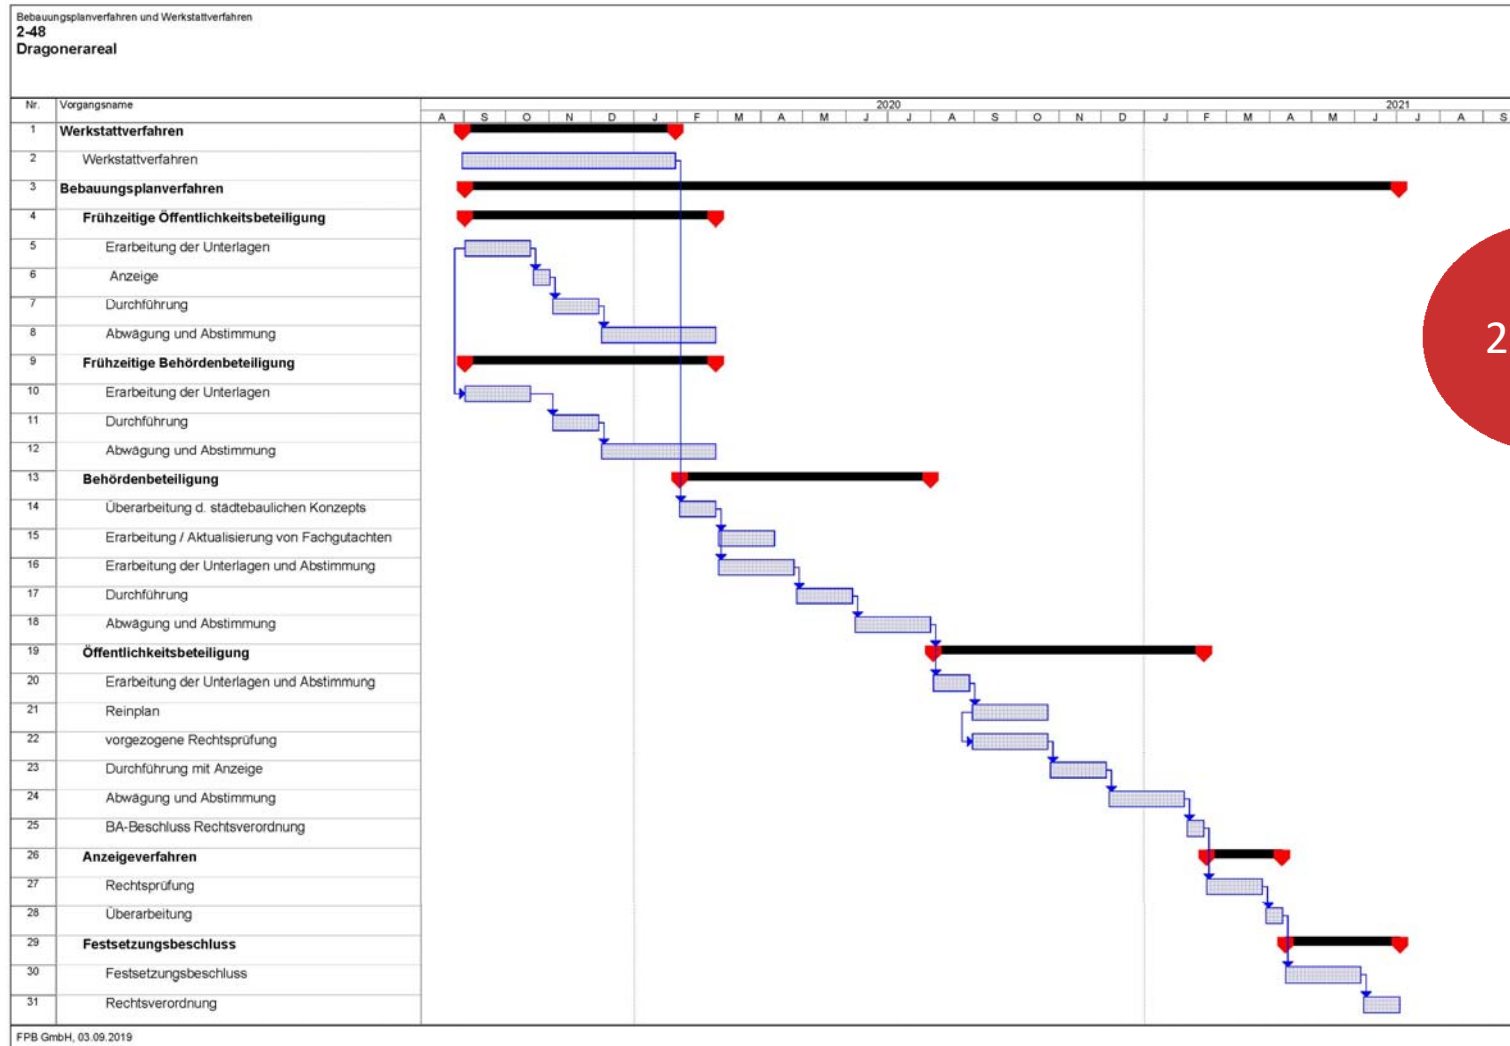 Bebauungsplanverfahren und Werkstattverfahren
2-48
Dragonerareal
Nr. Vorgangsname 2020 2021
A S O N D J F M A M J J A S O N D J F M A M J J A S
1 Werkstattverfahren
2 Werkstattverfahren
3 Bebauungsplanverfahren
4 Frühzeitige Öffentlichkeitsbeteiligung
5 Erarbeitung der Unterlagen
6 Anzeige
7 Durchführung
8 Abwägung und Abstimmung
9 Frühzeitige Behördenbeteiligung
10 Erarbeitung der Unterlagen
11 Durchführung
12 Abwägung und Abstimmung
13 Behördenbeteiligung
14 Überarbeitung d. städtebaulichen Konzepts
15 Erarbeitung / Aktualisierung von Fachgutachten
16 Erarbeitung der Unterlagen und Abstimmung
17 Durchführung
18 Abwägung und Abstimmung
19 Öffentlichkeitsbeteiligung
20 Erarbeitung der Unterlagen und Abstimmung
21 Reinplan
22 vorgezogene Rechtsprüfung
23 Durchführung mit Anzeige
24 Abwägung und Abstimmung
25 BA-Beschluss Rechtsverordnung
26 Anzeigeverfahren
27 Rechtsprüfung
28 Überarbeitung
29 Festsetzungsbeschluss
30 Festsetzungsbeschluss
31 Rechtsverordnung
2
FPB GmbH, 03.09.2019